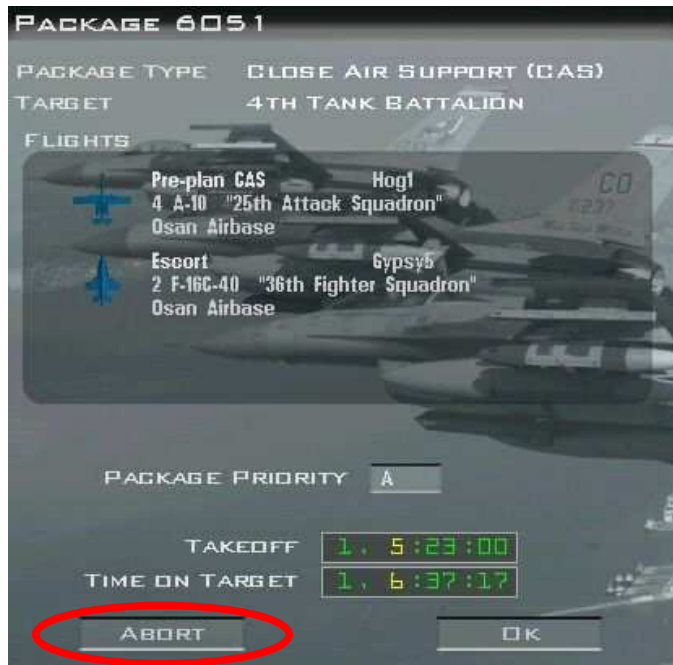 PACKAGE 6051
PACKAGE TYPE CLOSE AIR SUPPORT (CAS)
TARGET 4TH TANK BATTALION
FLIGHTS
Pre-plan CAS Hog1
4 A-10 "25th Attack Squadron"
Osan Airbase
Escort Gypsy5
2 F-16C-40 "36th Fighter Squadron"
Osan Airbase
CO
PACKAGE PRIORITY A
TAKEOFF 1. 5:23:00
TIME ON TARGET 1. 6:37:17
ABORT OK